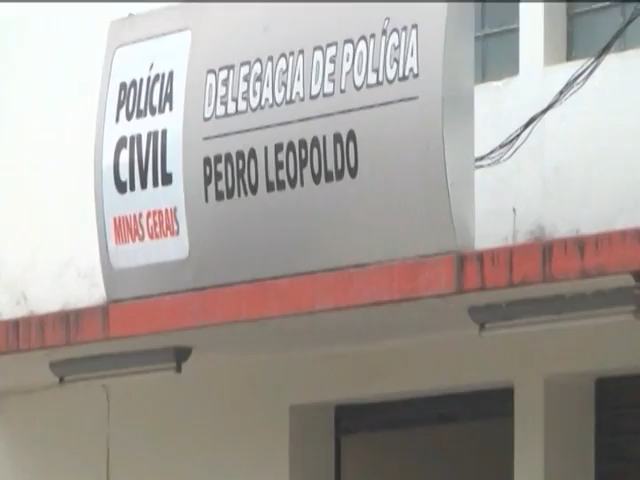 POLÍCIA
CIVIL
MINAS GERAIS
DELEGACIA DE POLÍCIA
PEDRO LEOPOLDO